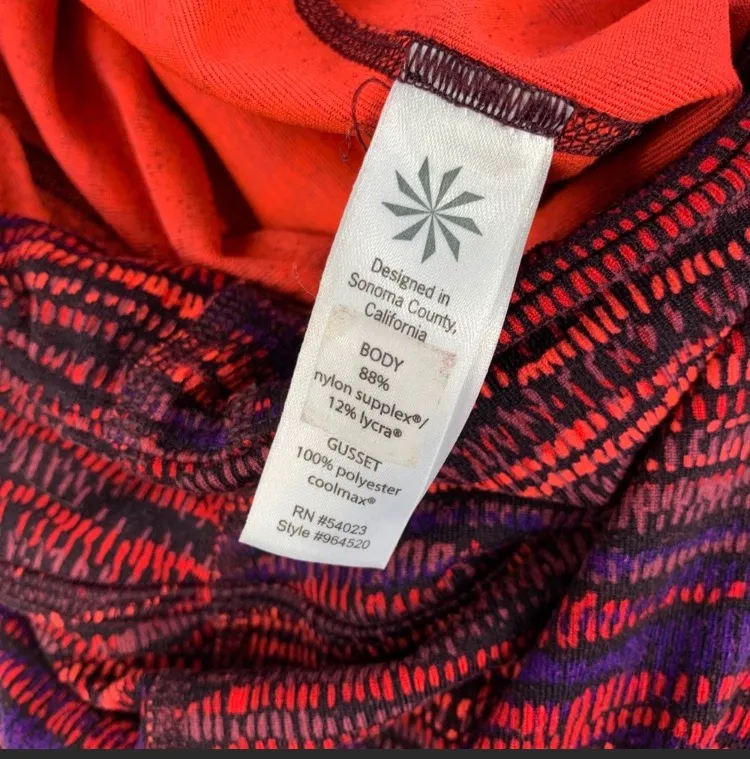 Designed in
Sonoma County,
California
BODY
88%
nylon supplex®/
12% lycra®
GUSSET
100% polyester
coolmax®
RN #54023
Style #964520